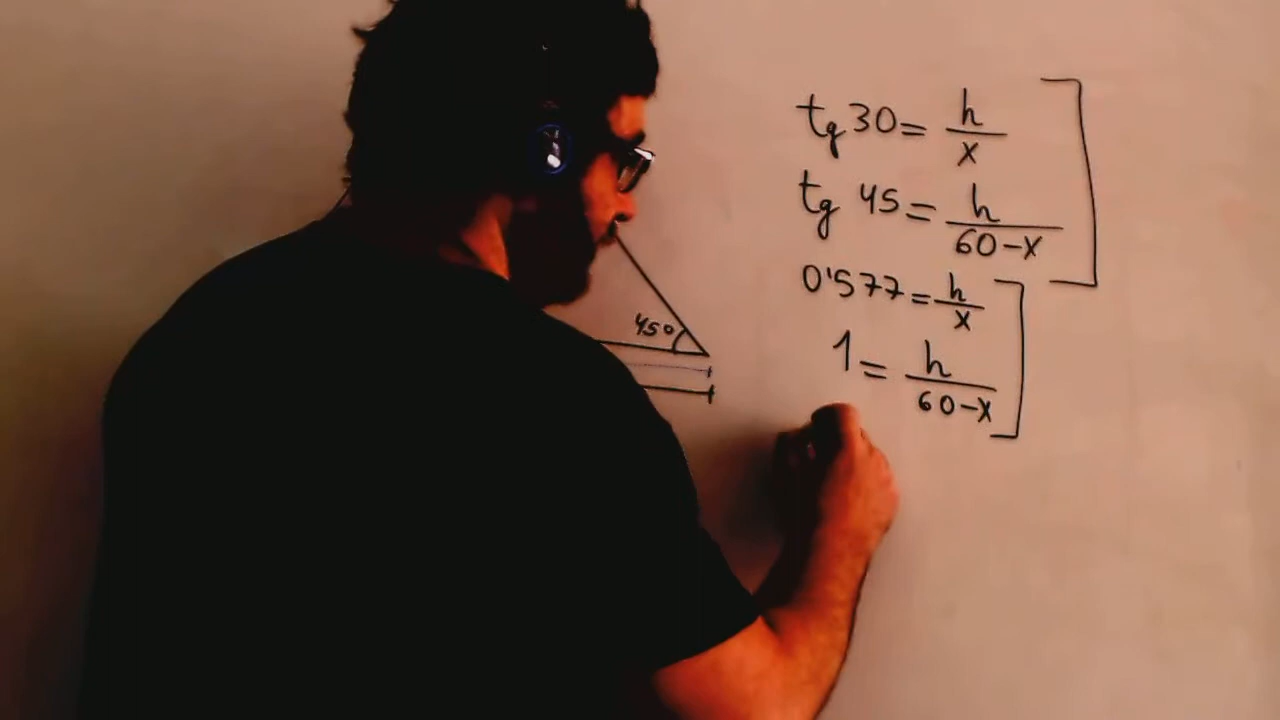 tg 30 = h/x
tg 45 = h/60-x
0'577 = h/x
1 = h/60-x
45°